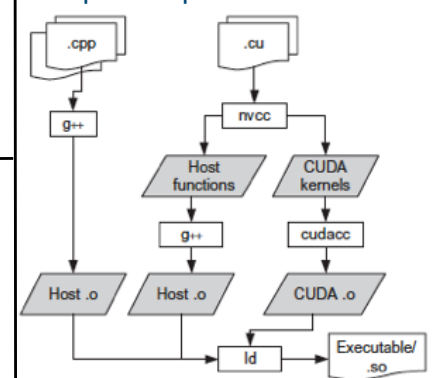 .cpp
.cu
g++
nvcc
Host
functions
CUDA
kernels
g++
cudacc
Host .o
Host .o
CUDA .o
ld
Executable/
.so